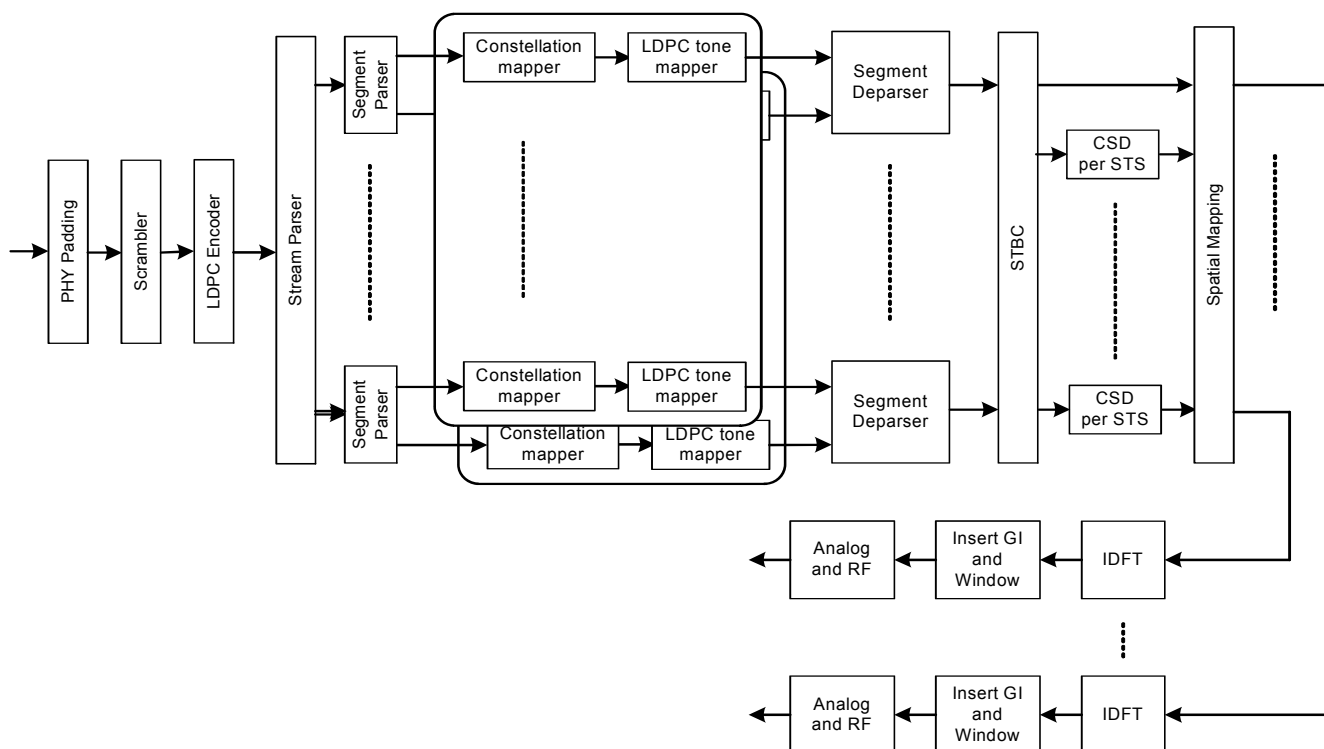 PHY Padding
Scrambler
LDPC Encoder
Stream Parser
Segment
Parser
Constellation
mapper
LDPC tone
mapper
Segment
Deparser
STBC
CSD
per STS
Spatial Mapping
Segment
Parser
Constellation
mapper
LDPC tone
mapper
Constellation
mapper
LDPC tone
mapper
Segment
Deparser
CSD
per STS
Analog
and RF
Insert GI
and
Window
IDFT
Analog
and RF
Insert GI
and
Window
IDFT